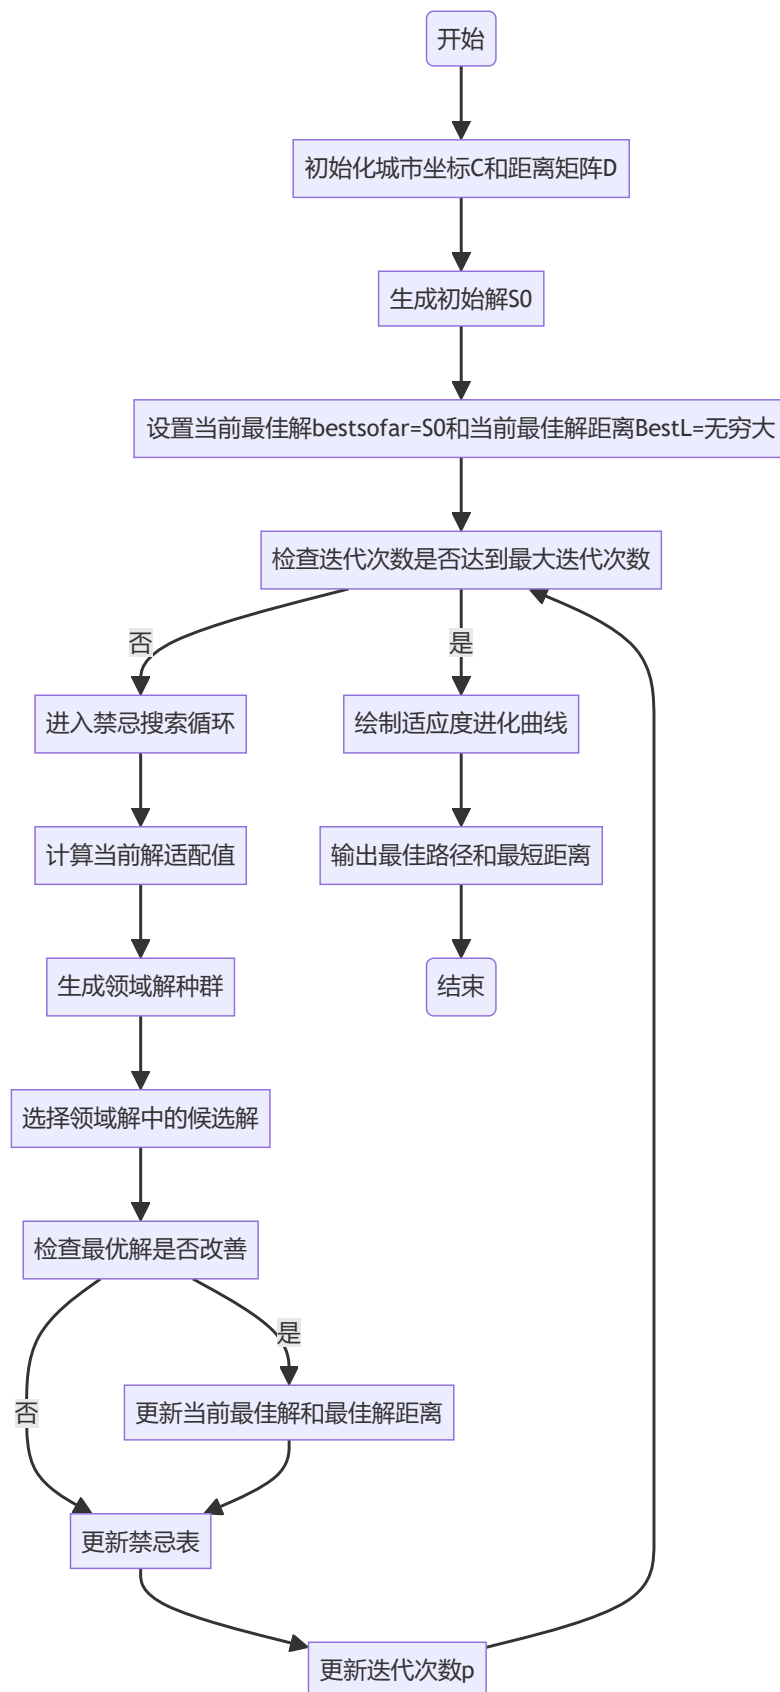 开始
初始化城市坐标C和距离矩阵D
生成初始解S0
设置当前最佳解bestsofar=S0和当前最佳解距离BestL=无穷大
检查迭代次数是否达到最大迭代次数
否
是
进入禁忌搜索循环
绘制适应度进化曲线
计算当前解适配值
输出最佳路径和最短距离
生成领域解种群
结束
选择领域解中的候选解
检查最优解是否改善
是
否
更新当前最佳解和最佳解距离
更新禁忌表
更新迭代次数p